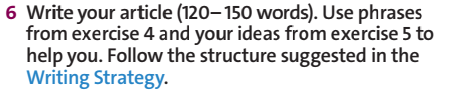 6 Write your article (120–150 words). Use phrases
from exercise 4 and your ideas from exercise 5 to
help you. Follow the structure suggested in the
Writing Strategy.